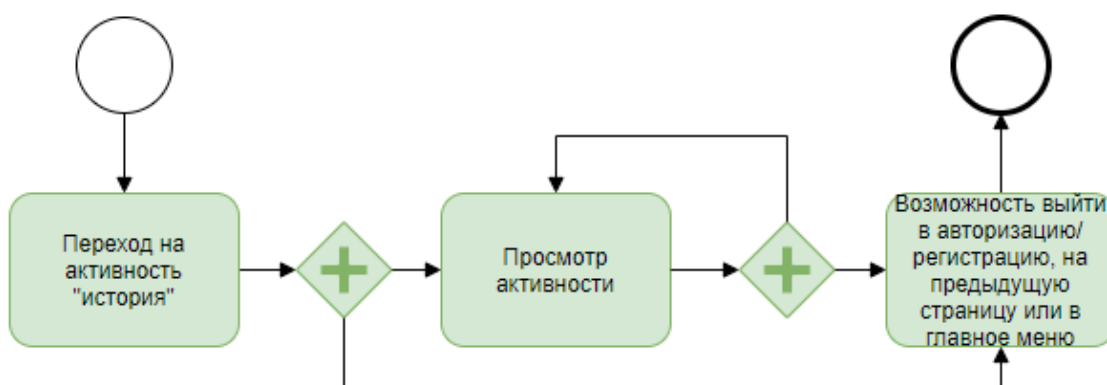 Переход на
активность
"история"
Просмотр
активности
Возможность выйти
в авторизацию/
регистрацию, на
предыдущую
страницу или в
главное меню